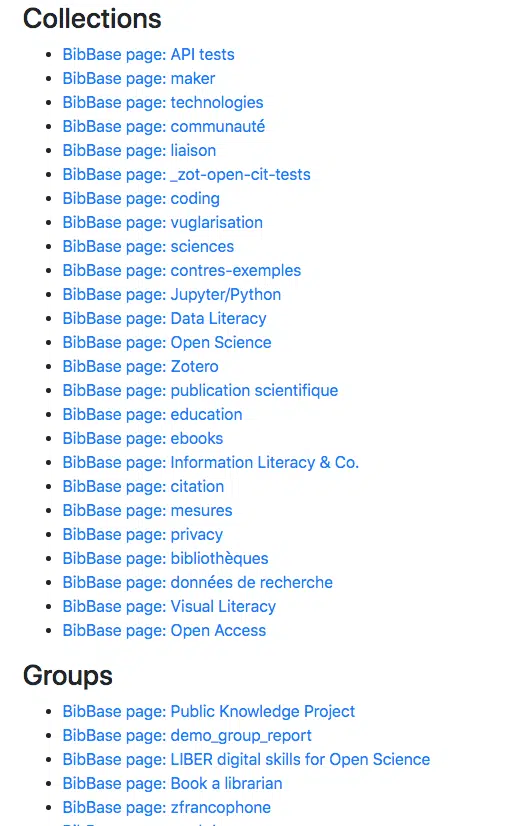 Collections
BibBase page: API tests
BibBase page: maker
BibBase page: technologies
BibBase page: communauté
BibBase page: liaison
BibBase page: _zot-open-cit-tests
BibBase page: coding
BibBase page: vuglarisation
BibBase page: sciences
BibBase page: contres-exemples
BibBase page: Jupyter/Python
BibBase page: Data Literacy
BibBase page: Open Science
BibBase page: Zotero
BibBase page: publication scientifique
BibBase page: education
BibBase page: ebooks
BibBase page: Information Literacy & Co.
BibBase page: citation
BibBase page: mesures
BibBase page: privacy
BibBase page: bibliothèques
BibBase page: données de recherche
BibBase page: Visual Literacy
BibBase page: Open Access
Groups
BibBase page: Public Knowledge Project
BibBase page: demo_group_report
BibBase page: LIBER digital skills for Open Science
BibBase page: Book a librarian
BibBase page: zfrancophone